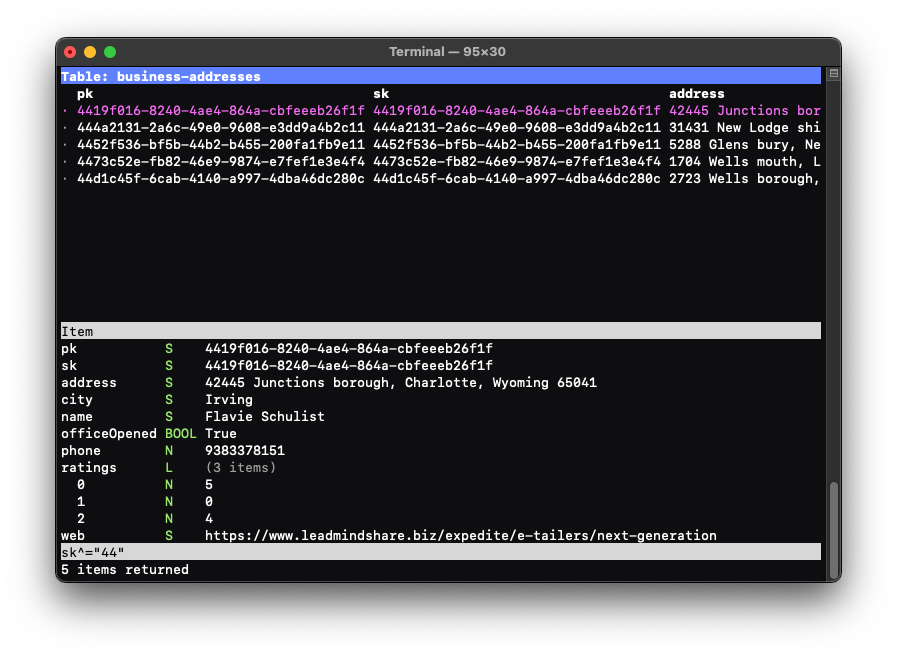 Terminal — 95×30
Table: business-addresses
pk sk address
· 4419f016-8240-4ae4-864a-cbfeeeb26f1f 4419f016-8240-4ae4-864a-cbfeeeb26f1f 42445 Junctions bor
· 444a2131-2a6c-49e0-9608-e3dd9a4b2c11 444a2131-2a6c-49e0-9608-e3dd9a4b2c11 31431 New Lodge shi
· 4452f536-bf5b-44b2-b455-200fa1fb9e11 4452f536-bf5b-44b2-b455-200fa1fb9e11 5288 Glens bury, Ne
· 4473c52e-fb82-46e9-9874-e7fef1e3e4f4 4473c52e-fb82-46e9-9874-e7fef1e3e4f4 1704 Wells mouth, L
· 44d1c45f-6cab-4140-a997-4dba46dc280c 44d1c45f-6cab-4140-a997-4dba46dc280c 2723 Wells borough,
Item
pk S 4419f016-8240-4ae4-864a-cbfeeeb26f1f
sk S 4419f016-8240-4ae4-864a-cbfeeeb26f1f
address S 42445 Junctions borough, Charlotte, Wyoming 65041
city S Irving
name S Flavie Schulist
officeOpened BOOL True
phone N 9383378151
ratings L (3 items)
0 N 5
1 N 0
2 N 4
web S https://www.leadmindshare.biz/expedite/e-tailers/next-generation
sk^="44"
5 items returned